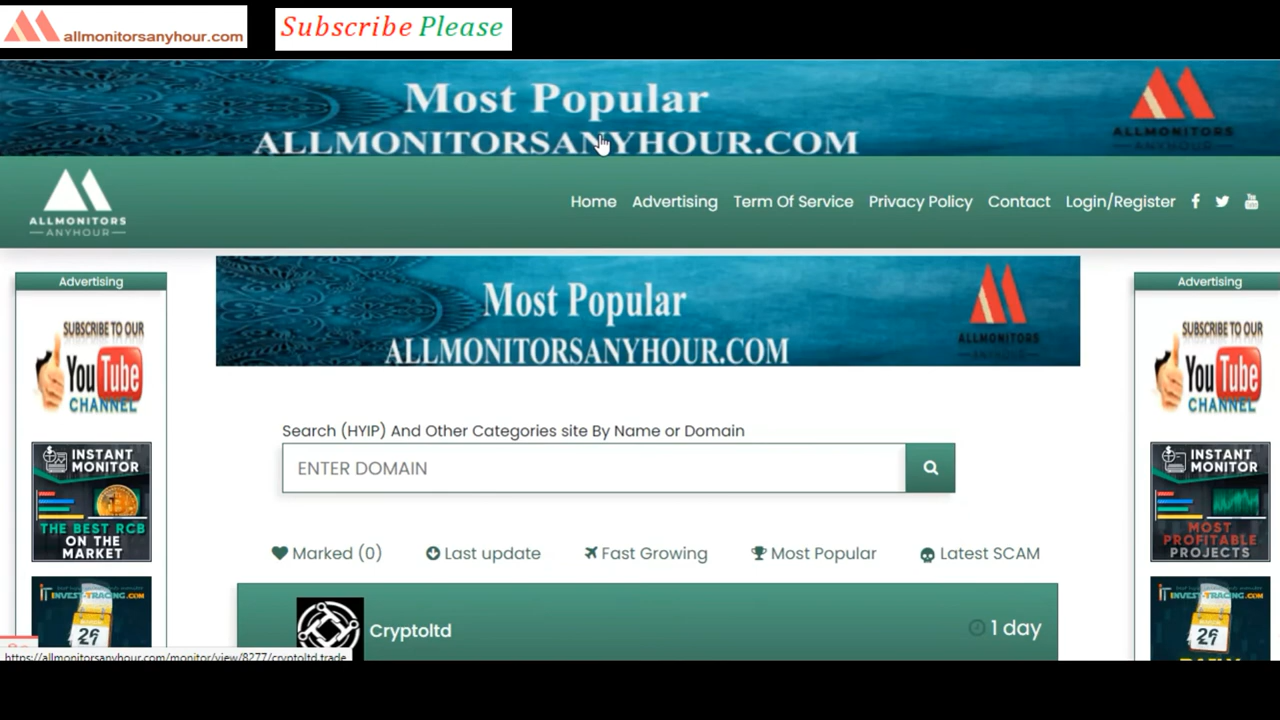 allmonitorsanyhour.com
Subscribe Please
Most Popular
ALLMONITORSANYHOUR.COM
ALLMONITORS
ANYHOUR
ALLMONITORS
ANYHOUR
Home Advertising Term Of Service Privacy Policy Contact Login/Register
Advertising
SUBSCRIBE TO OUR
YouTube
CHANNEL
INSTANT
MONITOR
THE BEST RCB
ON THE
MARKET
INVEST-TRACING.COM
26
Most Popular
ALLMONITORSANYHOUR.COM
ALLMONITORS
Search (HYIP) And Other Categories site By Name or Domain
ENTER DOMAIN
Marked (0) Last update Fast Growing Most Popular Latest SCAM
Cryptoltd
1 day
Advertising
SUBSCRIBE TO OUR
YouTube
CHANNEL
INSTANT
MONITOR
MOST
PROFITABLE
PROJECTS
INVEST-TRACING.COM
26
https://allmonitorsanyhour.com/monitor/view/8277/cryptoltd.trade